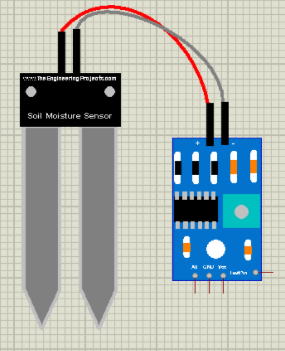 www.TheEngineeringProjects.com
Soil Moisture Sensor
+ -
A0 GND Vcc TestPin